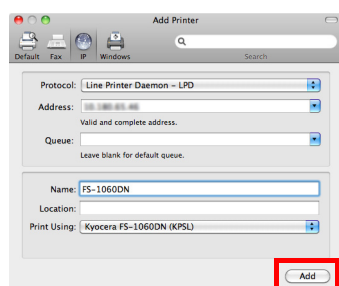 Add Printer
Default Fax IP Windows Search
Protocol: Line Printer Daemon – LPD
Address:
Valid and complete address.
Queue:
Leave blank for default queue.
Name: FS-1060DN
Location:
Print Using: Kyocera FS-1060DN (KPSL)
Add